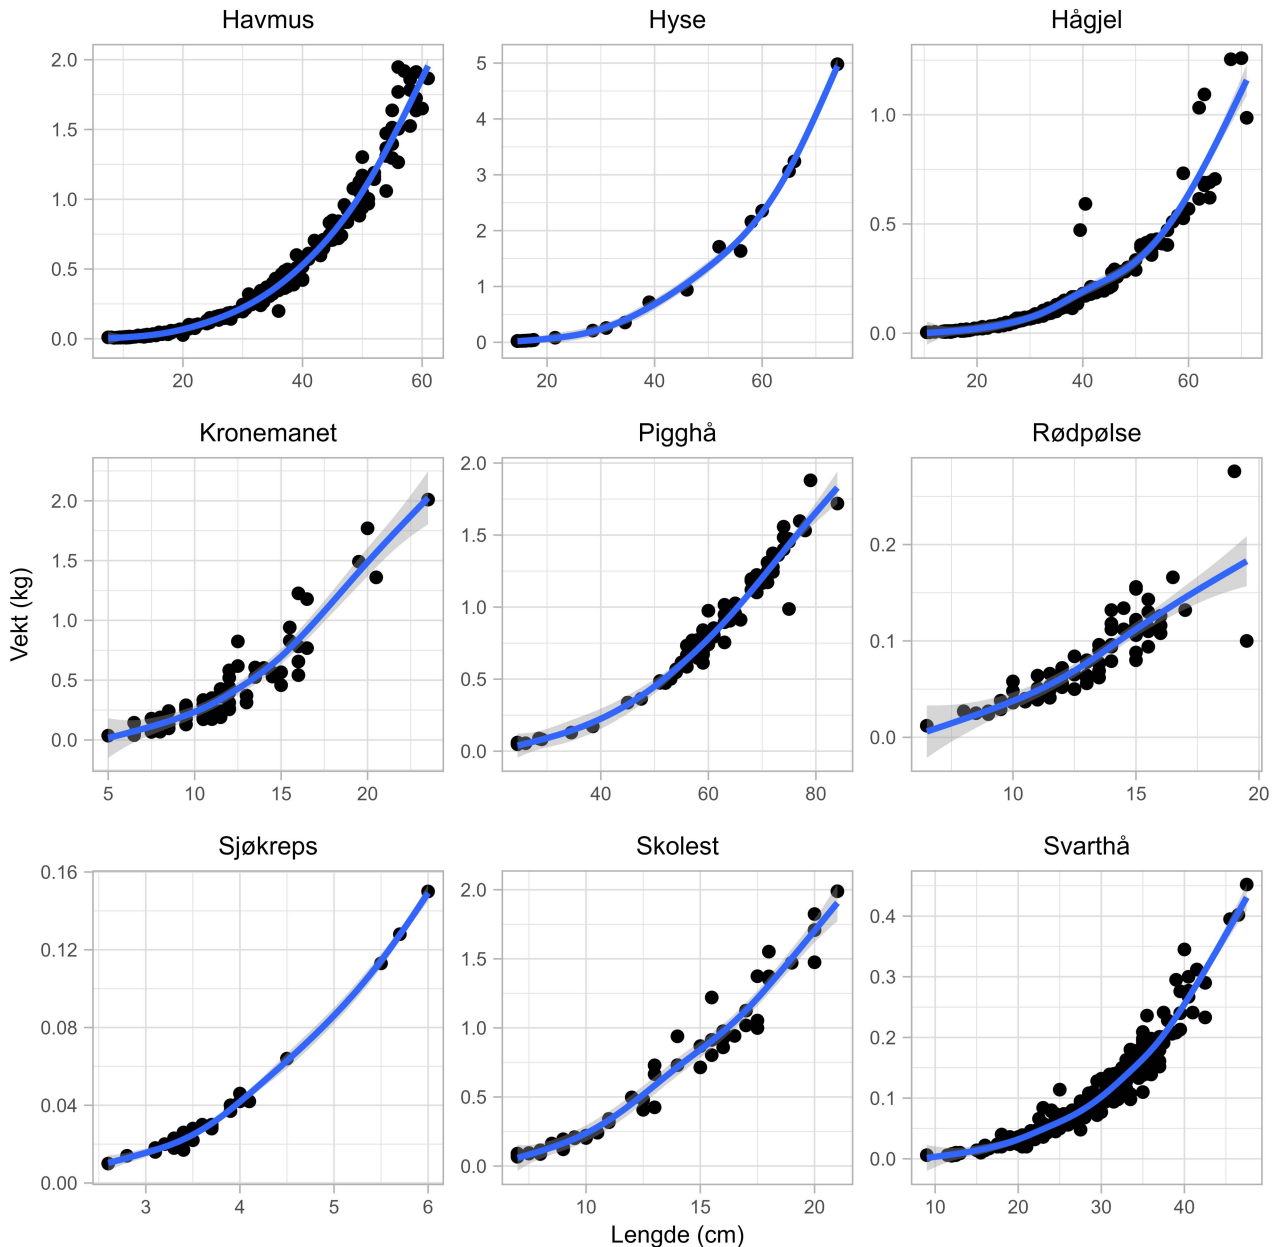 Havmus Hyse Hågjel
2.0 5
1.5 4 1.0
1.0 3
0.5 2 0.5
0.0 1 0.0
0
20 40 60 20 40 60 20 40 60
Kronemanet Pigghå Rødpølse
2.0 2.0
1.5 1.5 0.2
1.0 1.0 0.1
0.5 0.5
0.0 0.0 0.0
5 10 15 20 40 60 80 10 15 20
Vekt (kg)
Sjøkreps Skolest Svarthå
0.16 2.0 0.4
0.12 1.5 0.3
0.08 1.0 0.2
0.04 0.5 0.1
0.00 0.0 0.0
3 4 5 6 10 15 20 10 20 30 40
Lengde (cm)